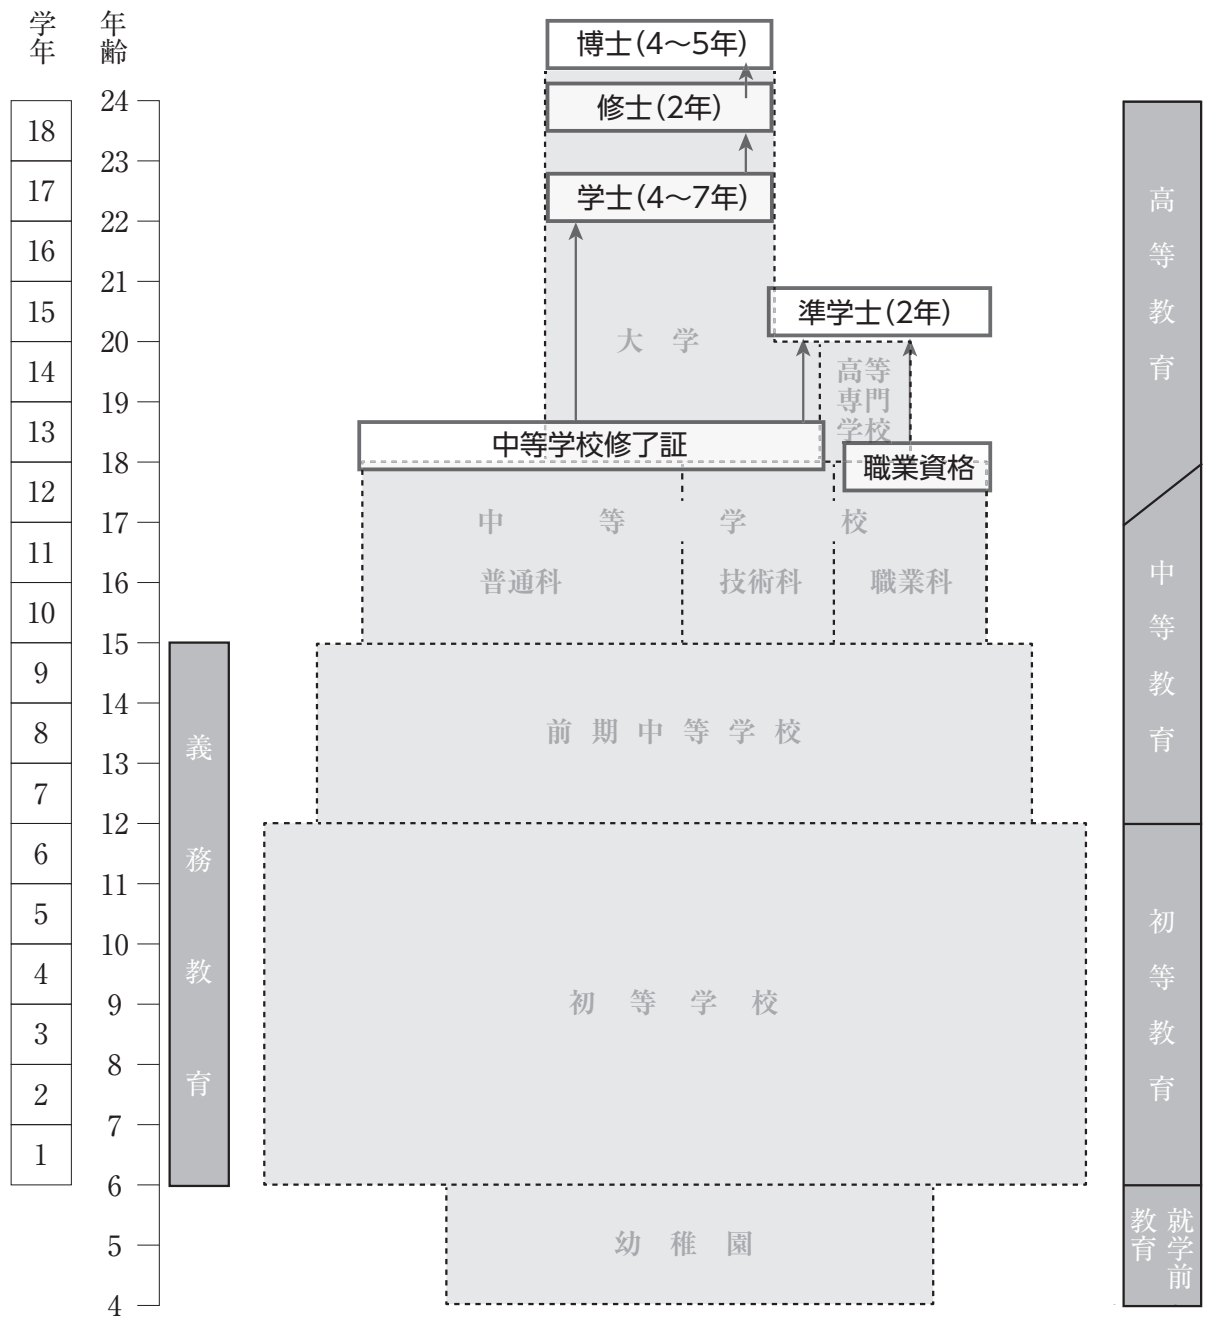 学年
年齢
18
17
16
15
14
13
12
11
10
9
8
7
6
5
4
3
2
1
24
23
22
21
20
19
18
17
16
15
14
13
12
11
10
9
8
7
6
5
4
義務教育
博士(4～5年)
修士(2年)
学士(4～7年)
準学士(2年)
大学
高等
専門
学校
中等学校修了証
職業資格
中等学校
普通科
技術科
職業科
前期中等学校
初等学校
幼稚園
高等教育
中等教育
初等教育
就学前
教育